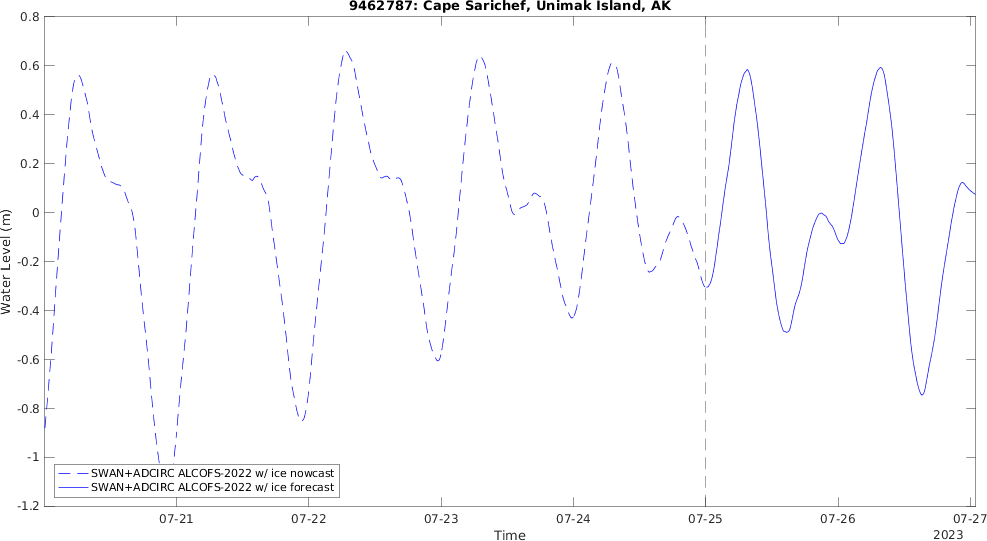 9462787: Cape Sarichef, Unimak Island, AK
0.8
0.6
0.4
0.2
0
-0.2
-0.4
-0.6
-0.8
-1
-1.2
Water Level (m)
SWAN+ADCIRC ALCOFS-2022 w/ ice nowcast
SWAN+ADCIRC ALCOFS-2022 w/ ice forecast
07-21 07-22 07-23 07-24 07-25 07-26 07-27
Time
2023